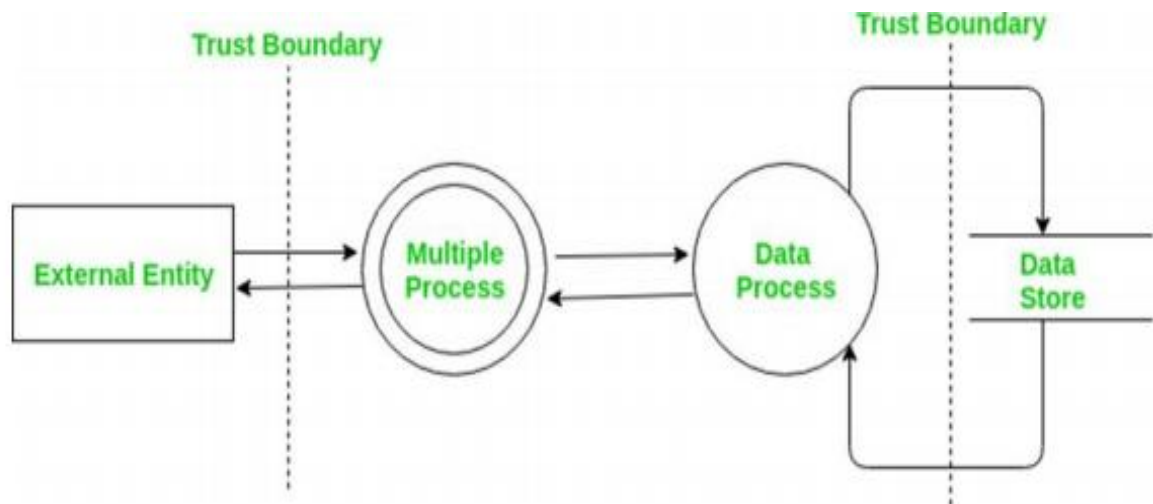 Trust Boundary
Trust Boundary
External Entity
Multiple
Process
Data
Process
Data
Store